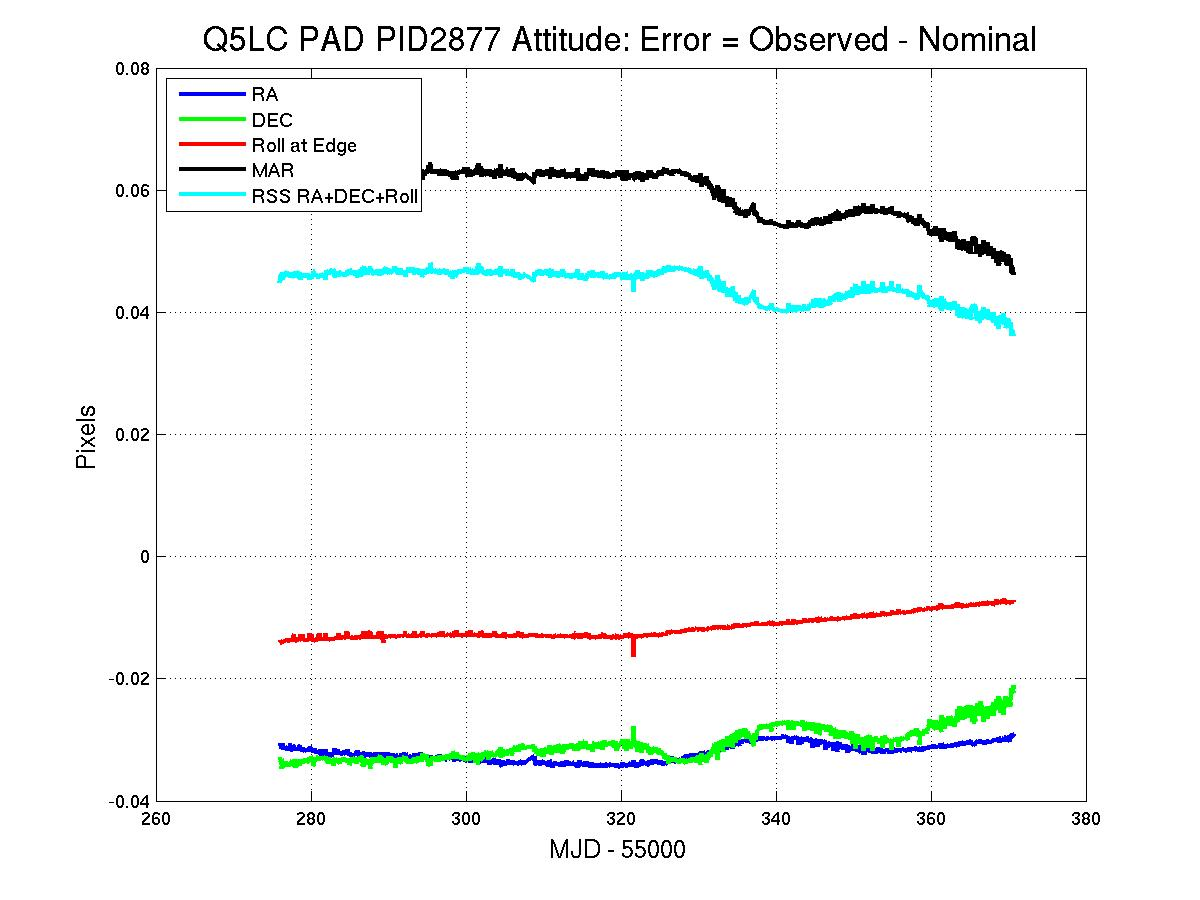 Q5LC PAD PID2877 Attitude: Error = Observed - Nominal
0.08
RA
DEC
Roll at Edge
MAR
RSS RA+DEC+Roll
0.06
0.04
0.02
0
-0.02
-0.04
Pixels
260 280 300 320 340 360 380
MJD - 55000